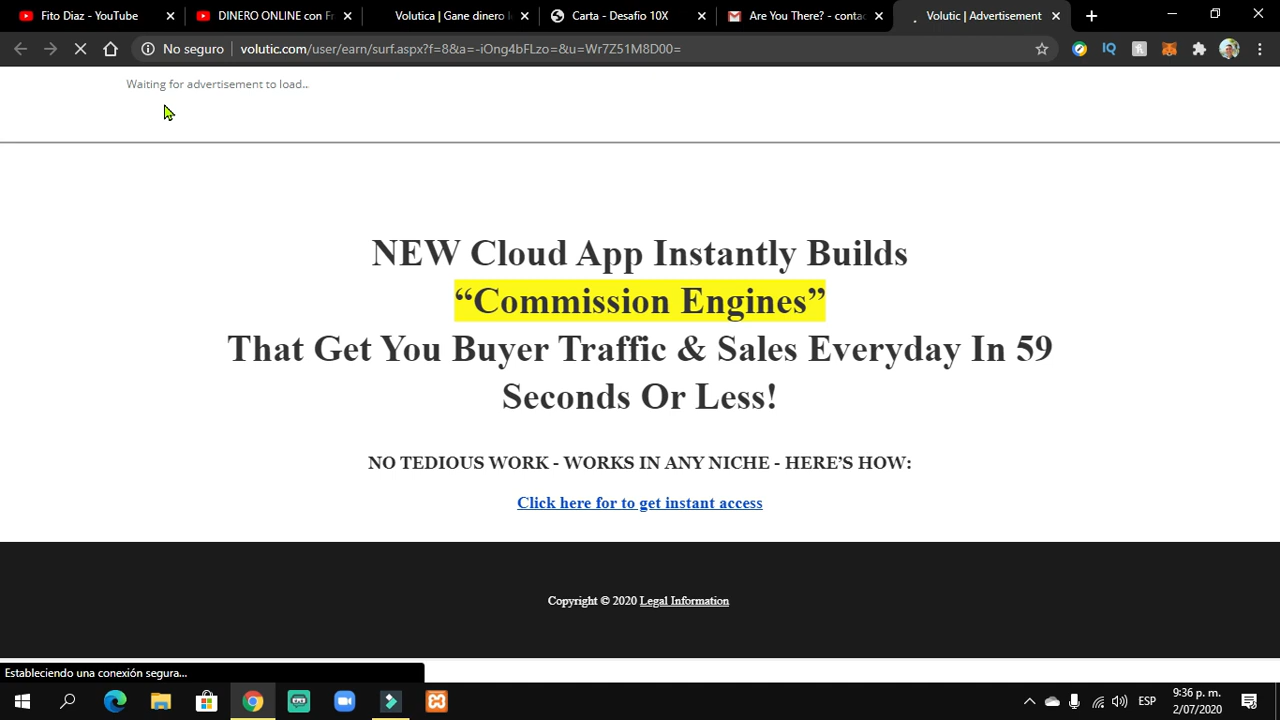 Fito Diaz - YouTube
DINERO ONLINE con Fr
Volutica | Gane dinero
Carta - Desafio 10X
Are You There? - contac
Volutic | Advertisement
No seguro
volutic.com/user/earn/surf.aspx?f=8&a=-iOng4bFLzo=&u=Wr7Z51M8D00=
IQ
Waiting for advertisement to load..
NEW Cloud App Instantly Builds
“Commission Engines”
That Get You Buyer Traffic & Sales Everyday In 59
Seconds Or Less!
NO TEDIOUS WORK - WORKS IN ANY NICHE - HERE’S HOW:
Click here for to get instant access
Copyright © 2020 Legal Information
Estableciendo una conexión segura...
ESP
9:36 p. m.
2/07/2020